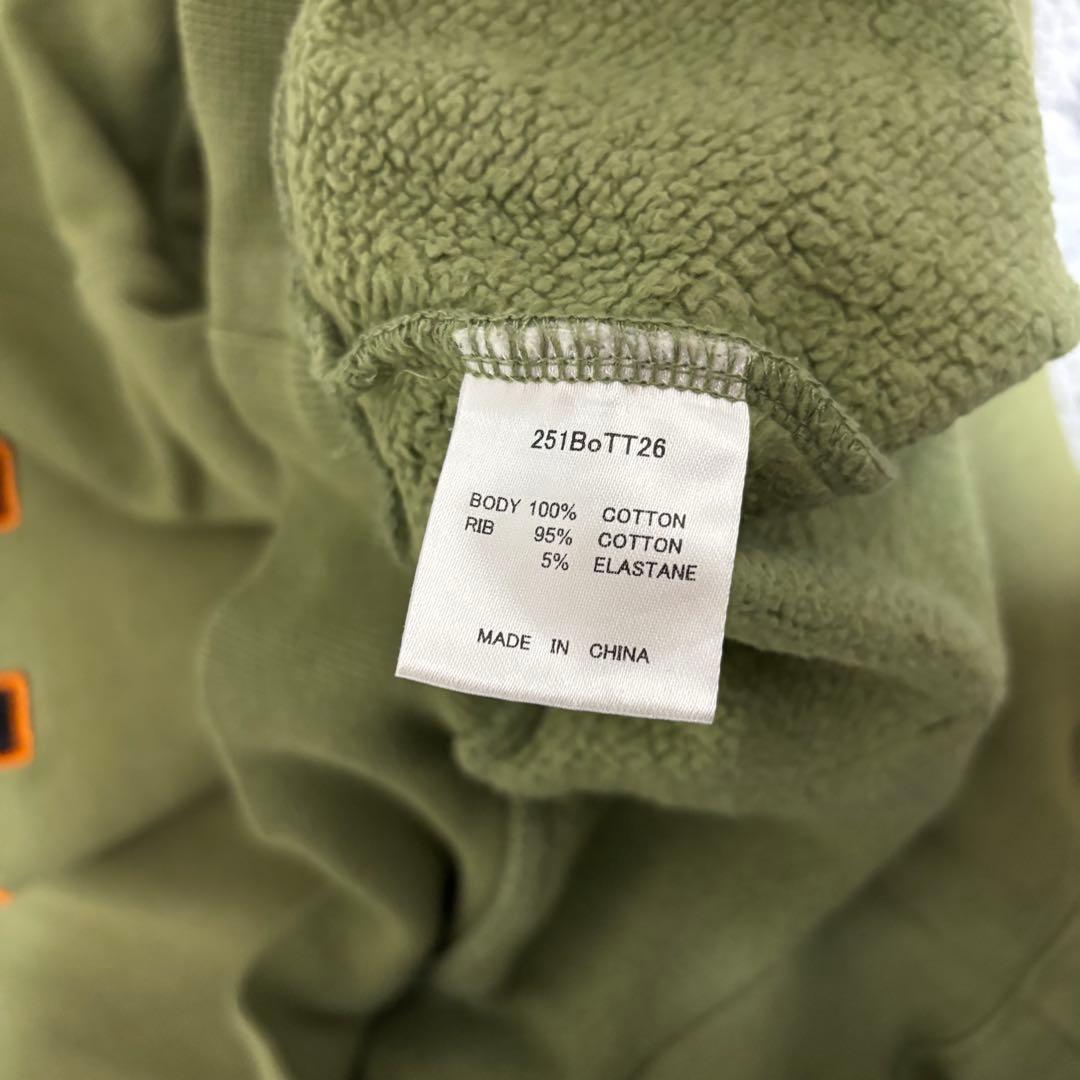 251BoTT26
BODY 100% COTTON
RIB 95% COTTON
5% ELASTANE
MADE IN CHINA